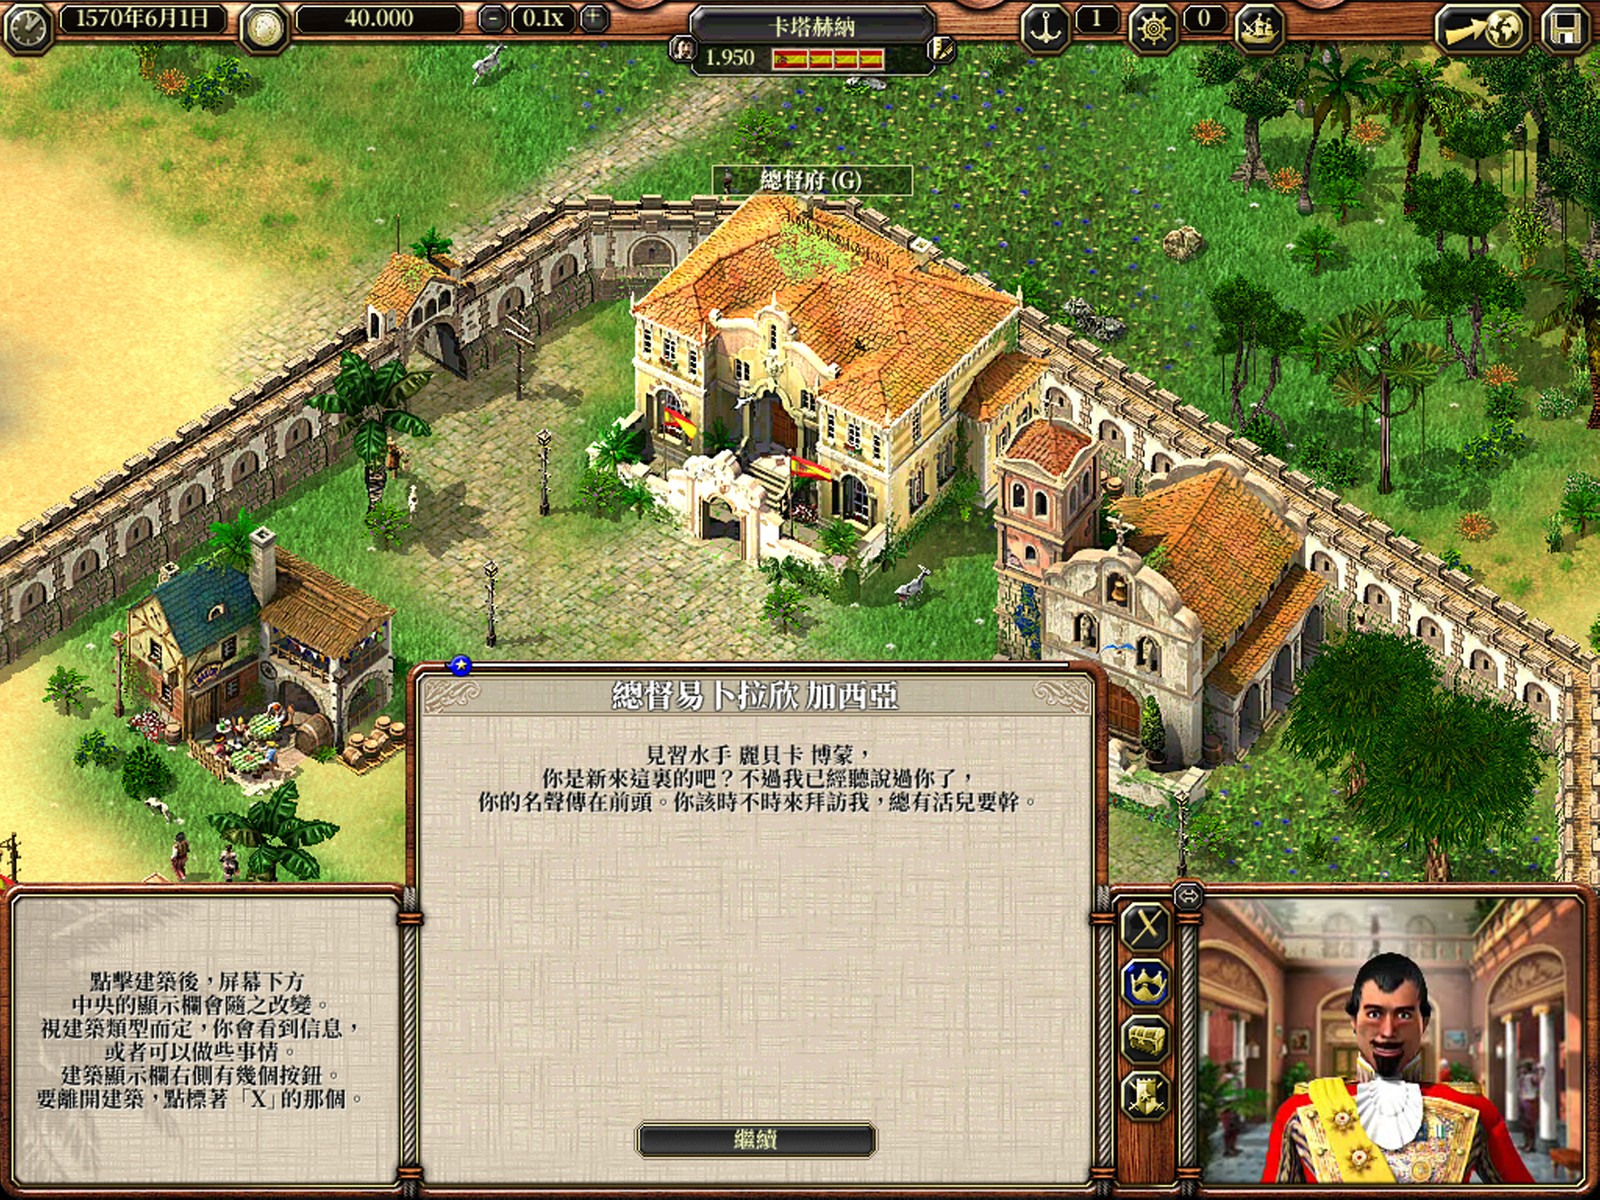 1570年6月1日
40.000
- 0.1x +
卡塔赫納
1.950
1
0
總督府 (G)
總督易卜拉欣 加西亞
見習水手 麗貝卡 博蒙，
你是新來這裏的吧？不過我已經聽說過你了，
你的名聲傳在前頭。你該時不時來拜訪我，總有活兒要幹。
繼續
點擊建築後，屏幕下方
中央的顯示欄會隨之改變。
視建築類型而定，你會看到信息，
或者可以做些事情。
建築顯示欄右側有幾個按鈕。
要離開建築，點標著「X」的那個。